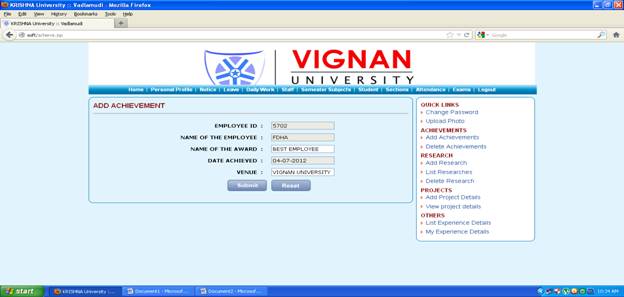 KRISHNA University :: Vadlamudi - Mozilla Firefox
File Edit View History Bookmarks Tools Help
KRISHNA University :: Vadlamudi
Google
VIGNAN
UNIVERSITY
Home | Personal Profile | Notice | Leave | Daily Work | Staff | Semester Subjects | Student | Sections | Attendance | Exams | Logout
ADD ACHIEVEMENT
EMPLOYEE ID : 5702
NAME OF THE EMPLOYEE : FDHA
NAME OF THE AWARD : BEST EMPLOYEE
DATE ACHIEVED : 04-07-2012
VENUE : VIGNAN UNIVERSITY
Submit Reset
QUICK LINKS
Change Password
Upload Photo
ACHIEVEMENTS
Add Achievements
Delete Achievements
RESEARCH
Add Research
List Researches
Delete Research
PROJECTS
Add Project Details
View project details
OTHERS
List Experience Details
My Experience Details
start KRISHNA University ::... Document1 - Microsof... Document2 - Microsof... 10:34 AM